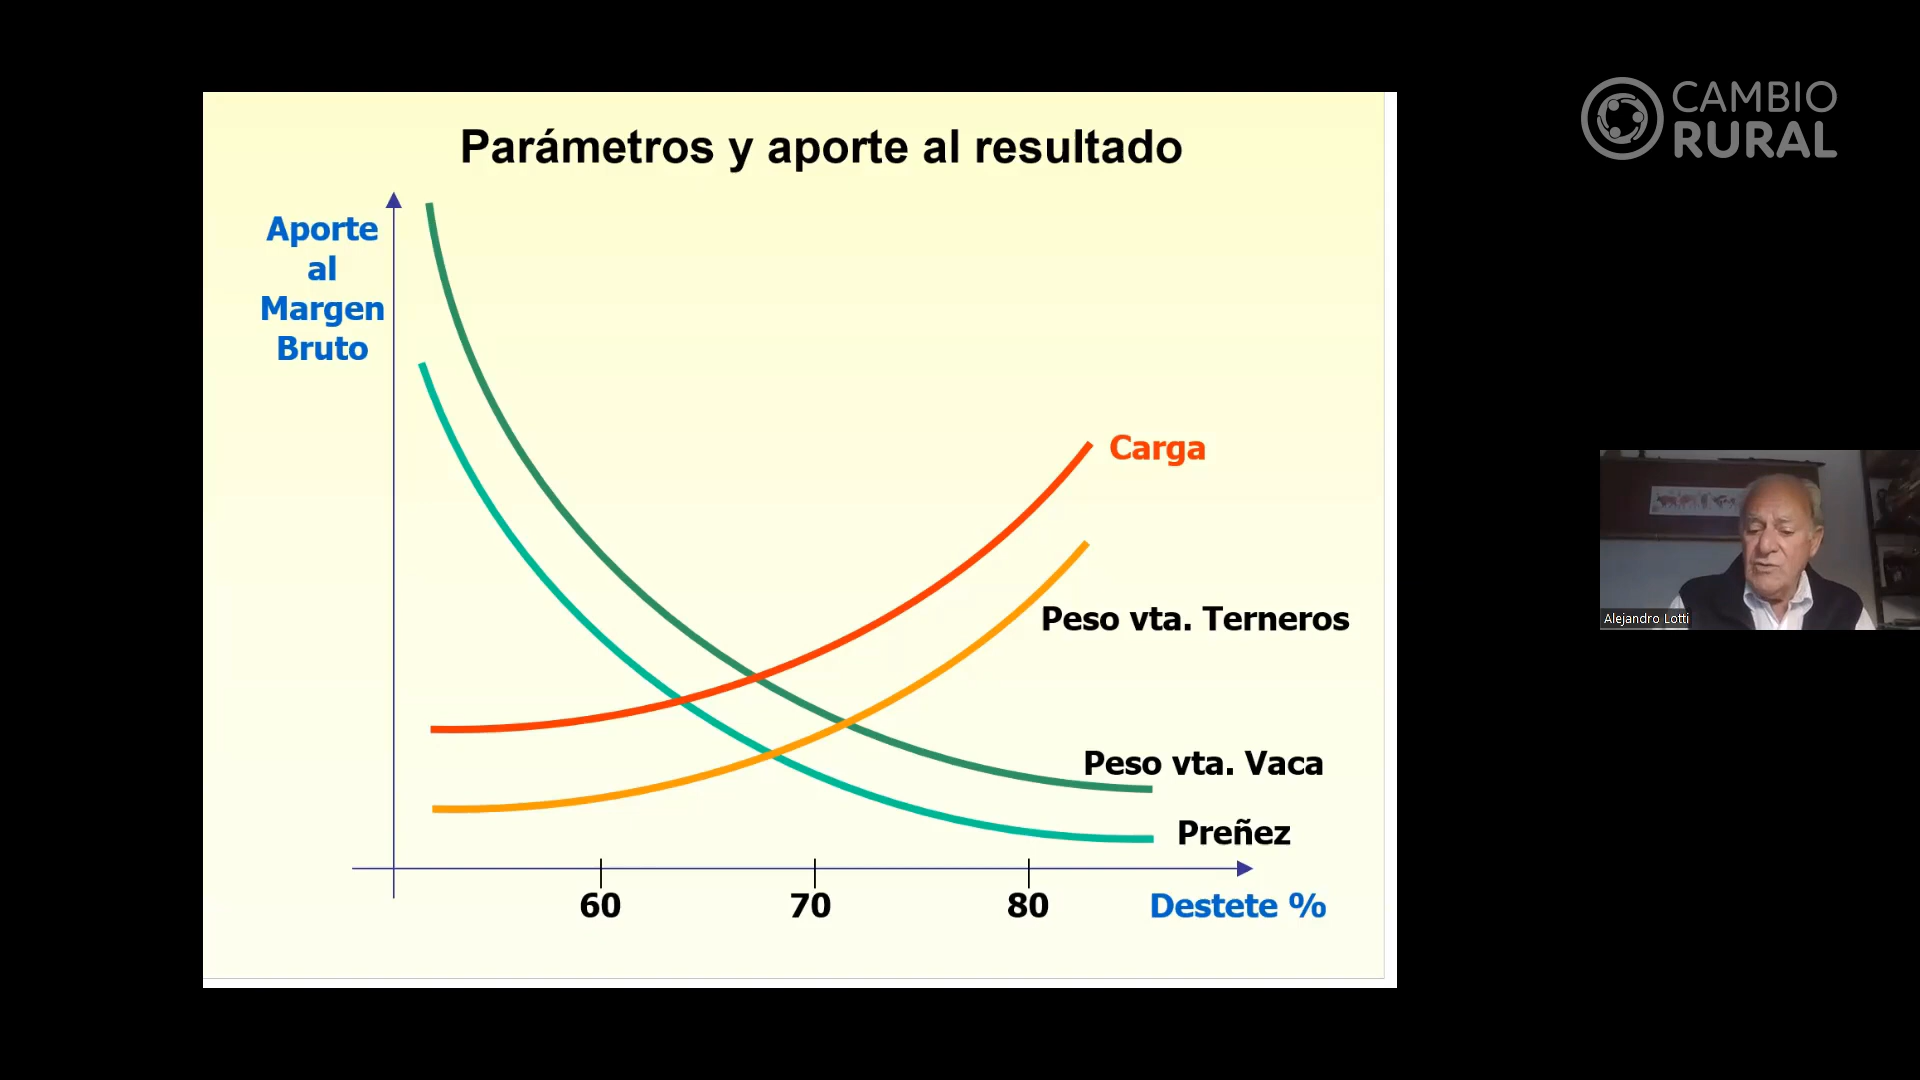 CAMBIO
RURAL
Parámetros y aporte al resultado
Aporte
al
Margen
Bruto
Carga
Peso vta. Terneros
Peso vta. Vaca
Preñez
60
70
80
Destete %
Alejandro Lotti